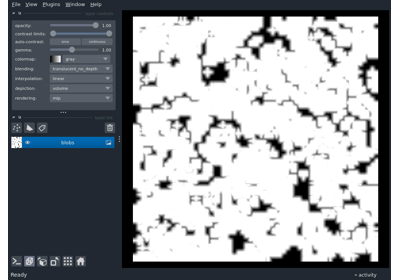 File View Plugins Window Help
opacity: 1.00
contrast limits:
auto-contrast: once continuous
gamma: 1.00
colormap: gray
blending: translucent_no_depth
interpolation: linear
depiction: volume
rendering: mip
blobs
Ready
activity